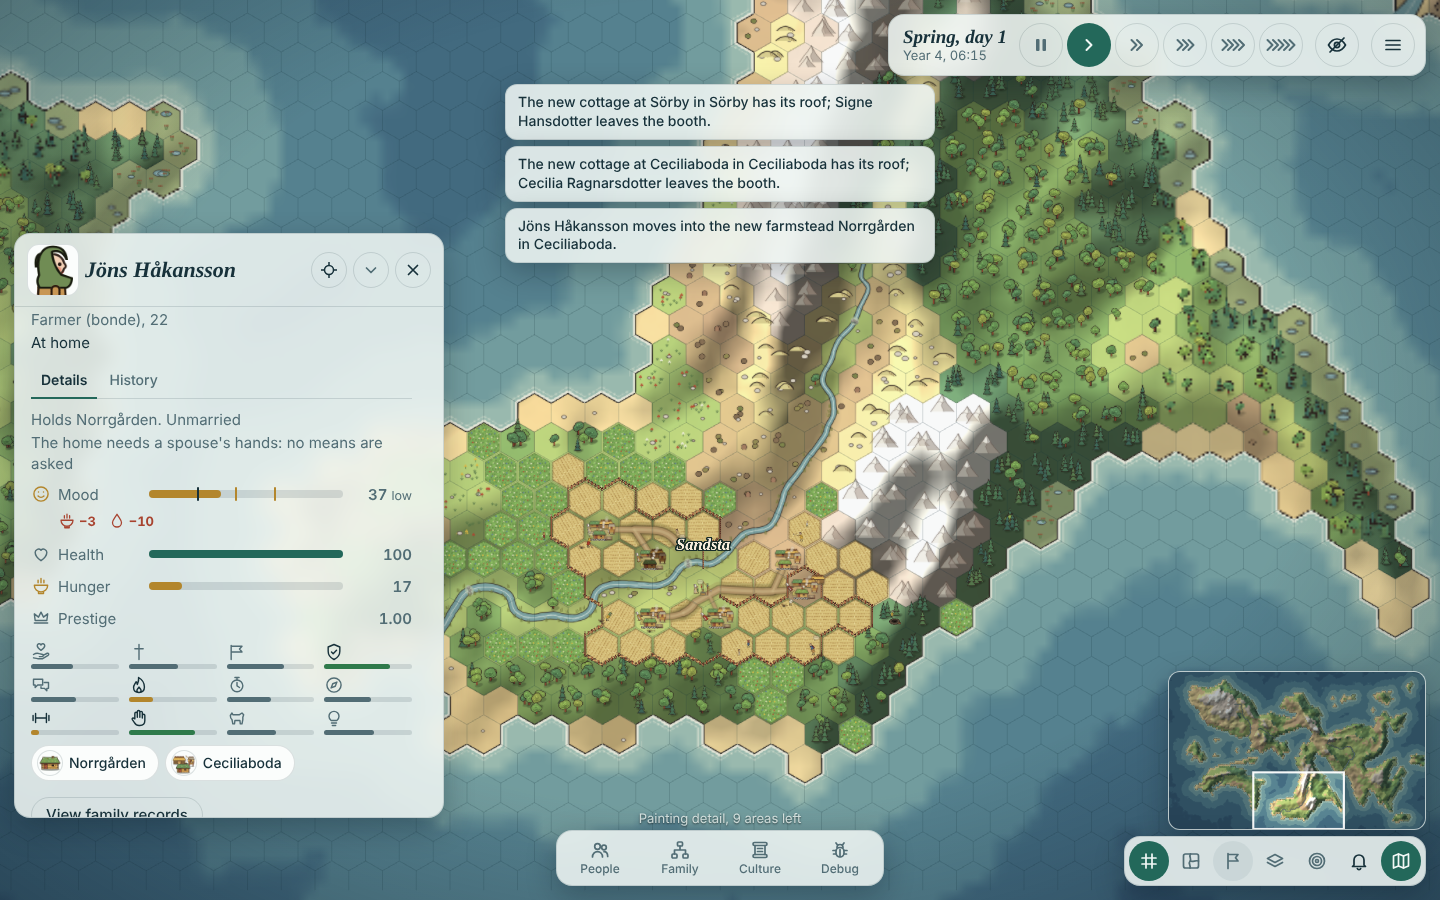 Spring, day 1
Year 4, 06:15
The new cottage at Sörby in Sörby has its roof; Signe
Hansdotter leaves the booth.
The new cottage at Ceciliaboda in Ceciliaboda has its roof;
Cecilia Ragnarsdotter leaves the booth.
Jöns Håkansson moves into the new farmstead Norrgården
in Ceciliaboda.
Jöns Håkansson
Farmer (bonde), 22
At home
Details History
Holds Norrgården. Unmarried
The home needs a spouse's hands: no means are
asked
Mood 37 low
−3 −10
Health 100
Hunger 17
Prestige 1.00
Norrgården Ceciliaboda
View family records
Sandsta
Painting detail, 9 areas left
People Family Culture Debug